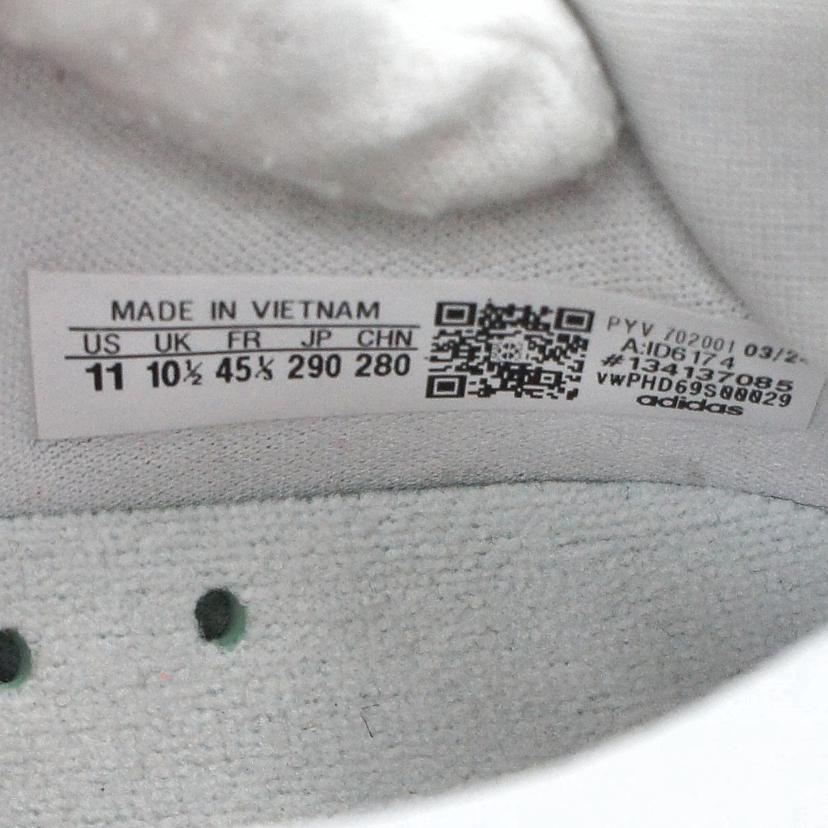 MADE IN VIETNAM
US UK FR JP CHN
11 10½ 45⅓ 290 280
PYV 702001 03/2
A:ID6174
#134137085
vwPHD69S00029
adidas